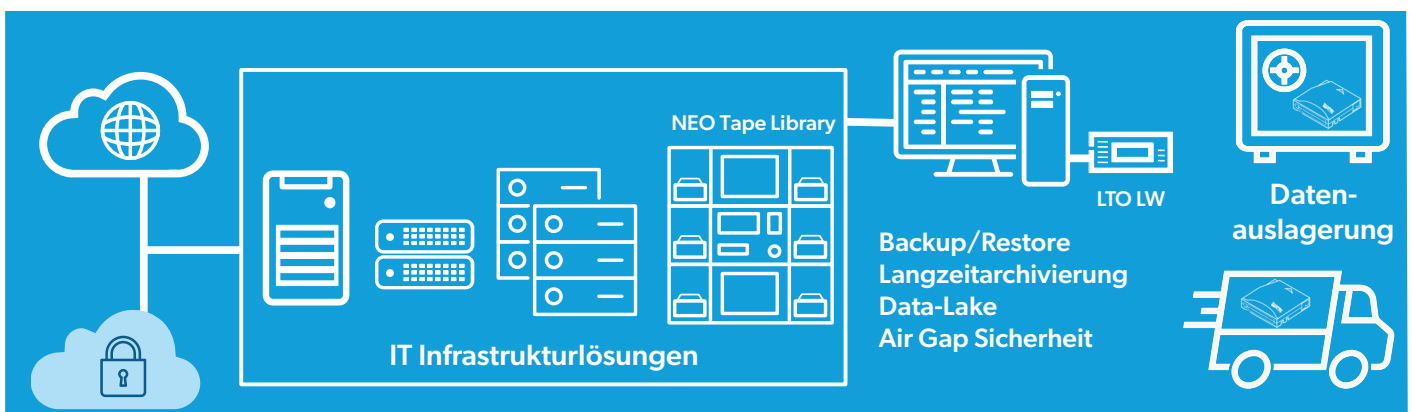 NEO Tape Library
IT Infrastrukturlösungen
LTO LW
Backup/Restore
Langzeitarchivierung
Data-Lake
Air Gap Sicherheit
Daten-
auslagerung